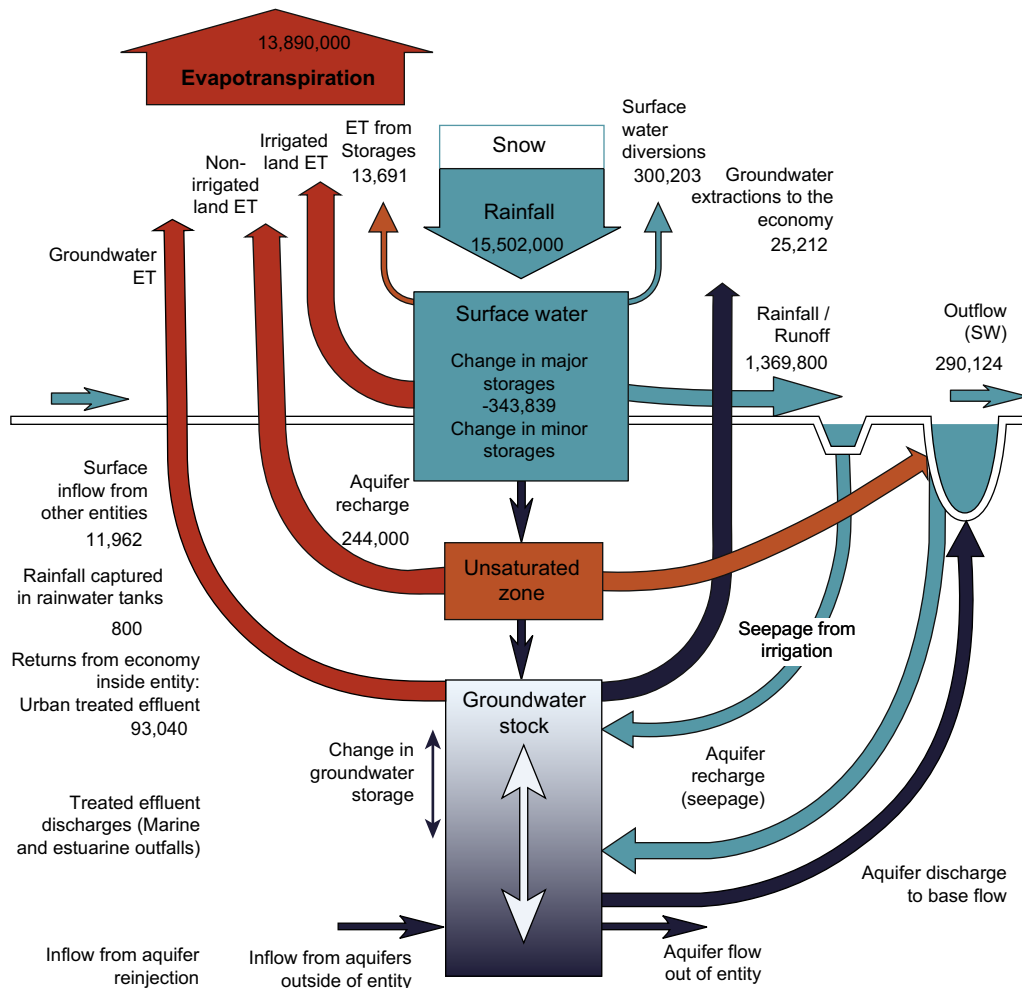 13,890,000
Evapotranspiration
Snow
Rainfall
15,502,000
ET from
Storages
13,691
Irrigated
land ET
Non-
irrigated
land ET
Groundwater
ET
Surface
water
diversions
300,203
Groundwater
extractions to the
economy
25,212
Surface water
Change in major
storages
-343,839
Change in minor
storages
Rainfall /
Runoff
1,369,800
Outflow
(SW)
290,124
Surface
inflow from
other entities
11,962
Aquifer
recharge
244,000
Unsaturated
zone
Rainfall captured
in rainwater tanks
800
Returns from economy
inside entity:
Urban treated effluent
93,040
Seepage from
irrigation
Groundwater
stock
Change in
groundwater
storage
Aquifer
recharge
(seepage)
Treated effluent
discharges (Marine
and estuarine outfalls)
Aquifer discharge
to base flow
Inflow from aquifer
reinjection
Inflow from aquifers
outside of entity
Aquifer flow
out of entity